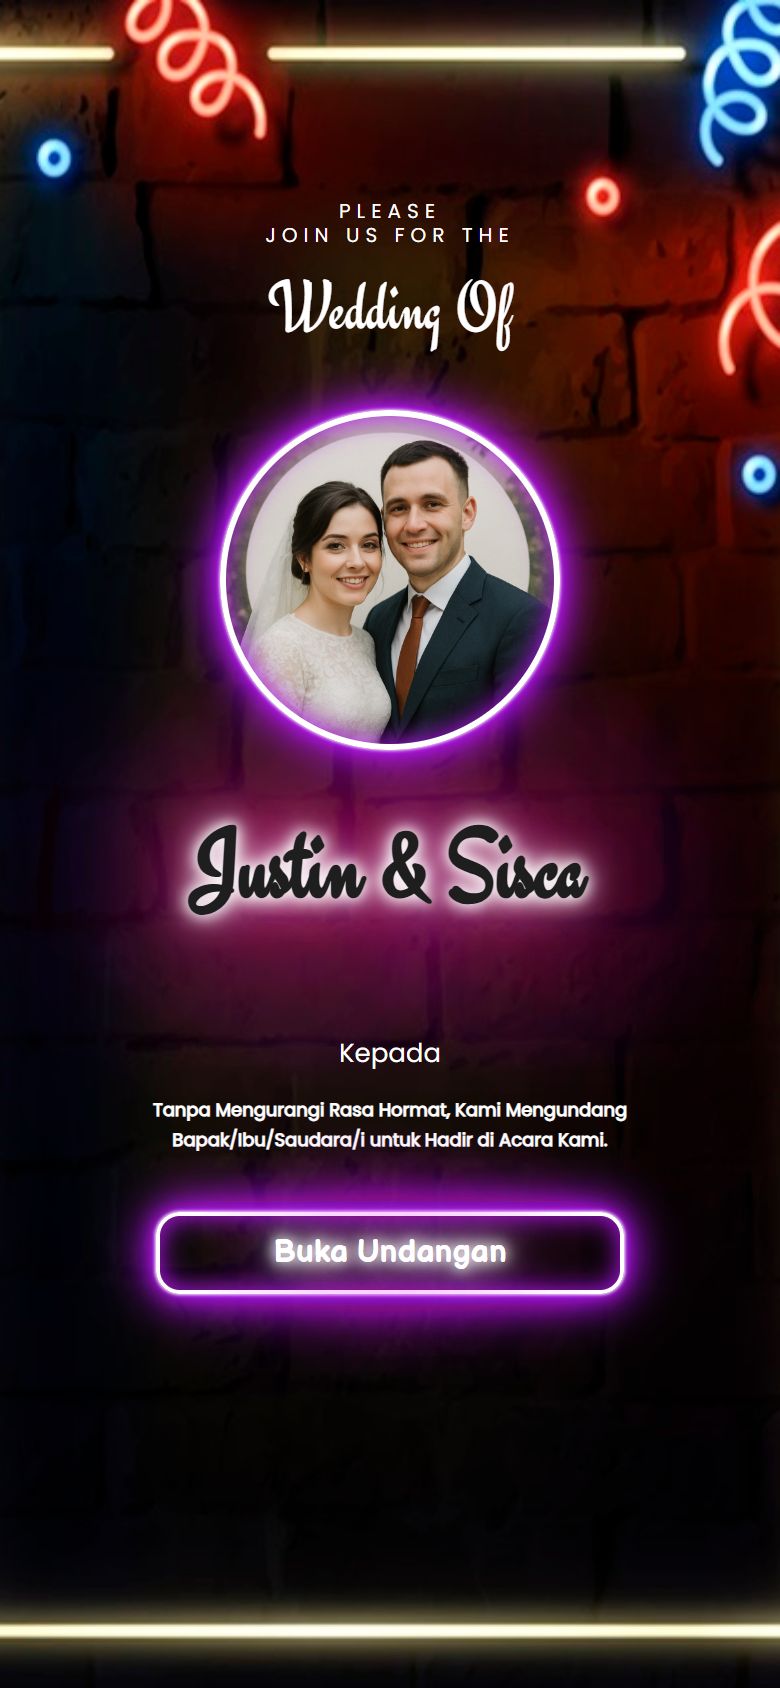 PLEASE
JOIN US FOR THE
Wedding Of
Justin & Sisca
Kepada
Tanpa Mengurangi Rasa Hormat, Kami Mengundang
Bapak/Ibu/Saudara/i untuk Hadir di Acara Kami.
Buka Undangan